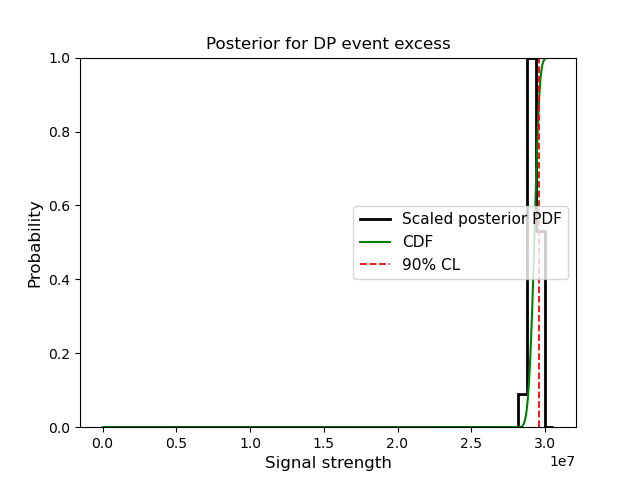 Posterior for DP event excess
Probability
1.0
0.8
0.6
0.4
0.2
0.0
Scaled posterior PDF
CDF
90% CL
0.0
0.5
1.0
1.5
2.0
2.5
3.0
1e7
Signal strength